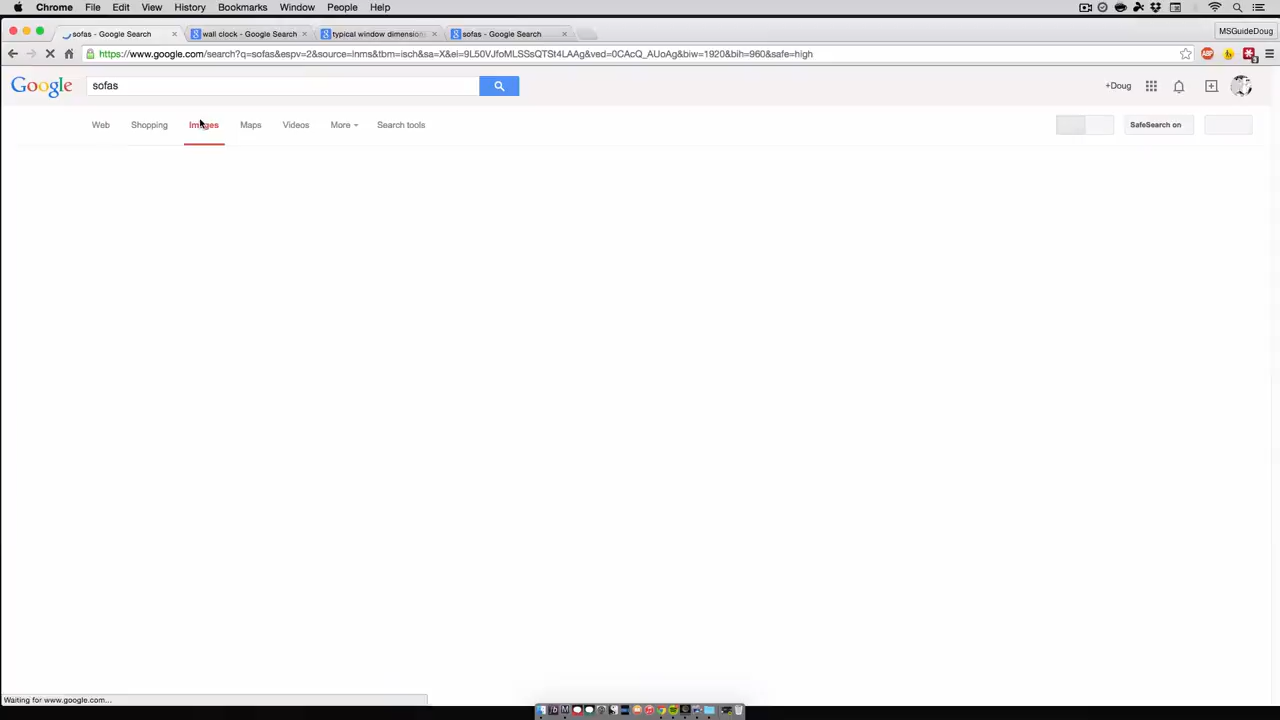 Chrome File Edit View History Bookmarks Window People Help
sofas - Google Search wall clock - Google Search typical window dimensions sofas - Google Search MSGuideDoug
https://www.google.com/search?q=sofas&espv=2&source=lnms&tbm=isch&sa=X&ei=9L50VJfoMLSSsQTSt4LAAg&ved=0CAcQ_AUoAg&biw=1920&bih=960&safe=high
Google sofas +Doug
Web Shopping Images Maps Videos More Search tools SafeSearch on
Waiting for www.google.com...